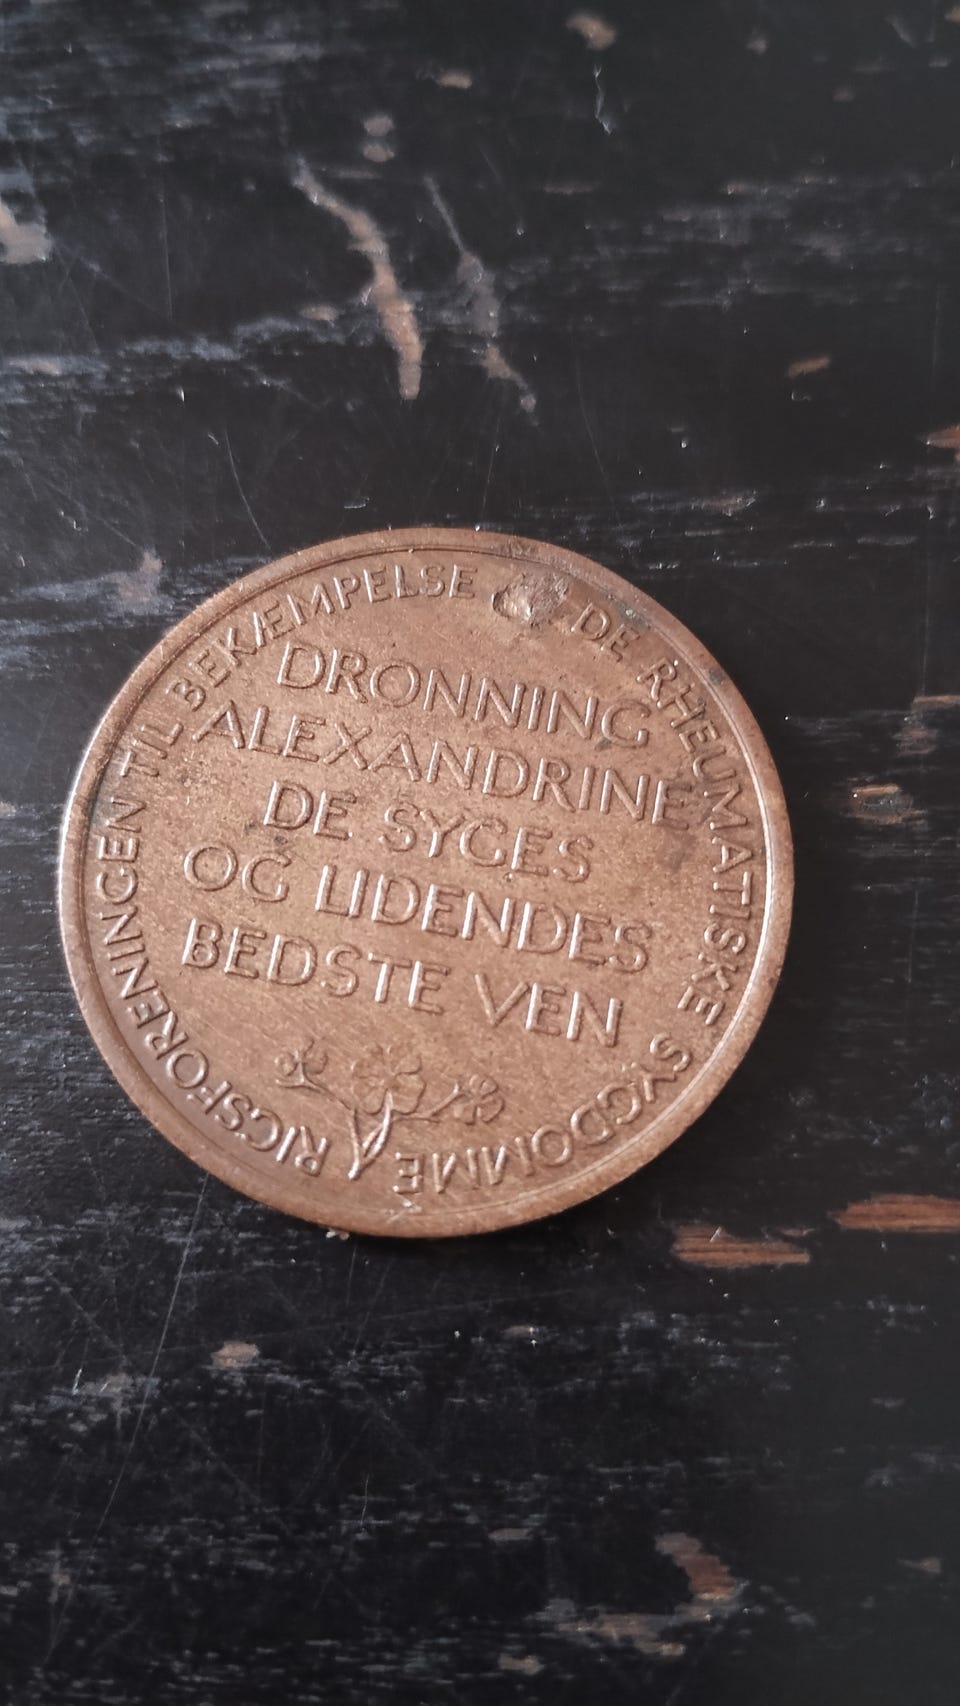 RIGSFORENINGEN TIL BEKÆMPELSE DE RHEUMATISKE SYGDOMME
DRONNING
ALEXANDRINE
DE SYGES
OG LIDENDES
BEDSTE VEN